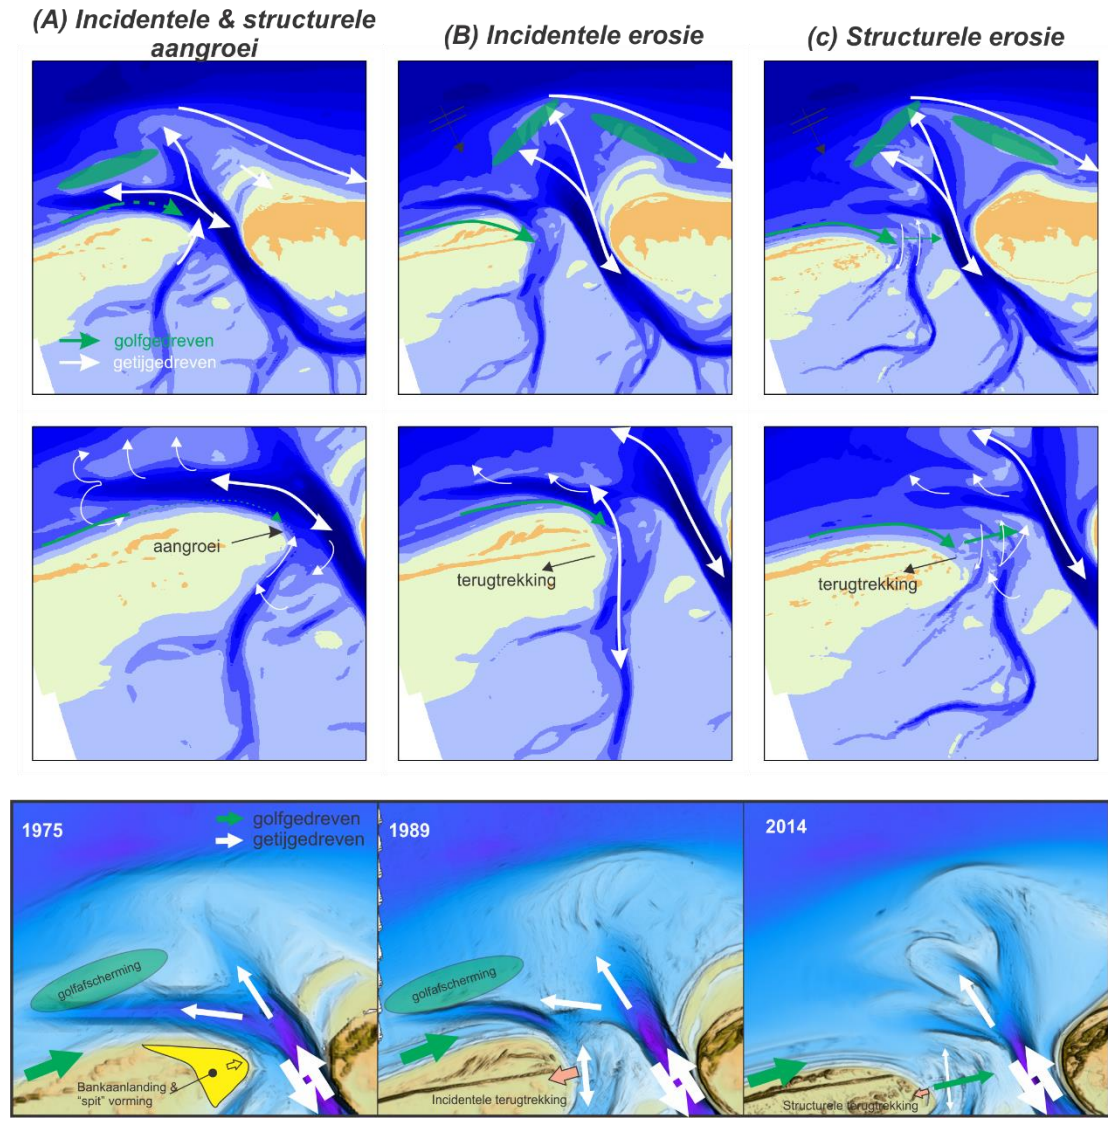 (A) Incidentele & structurele
aangroei
(B) Incidentele erosie
(c) Structurele erosie
golfgedreven
getijgedreven
aangroei
terugtrekking
terugtrekking
1975
golfgedreven
getijgedreven
golfafscherming
Bankaanlanding &
"spit" vorming
1989
golfafscherming
Incidentele terugtrekking
2014
Structurele terugtrekking